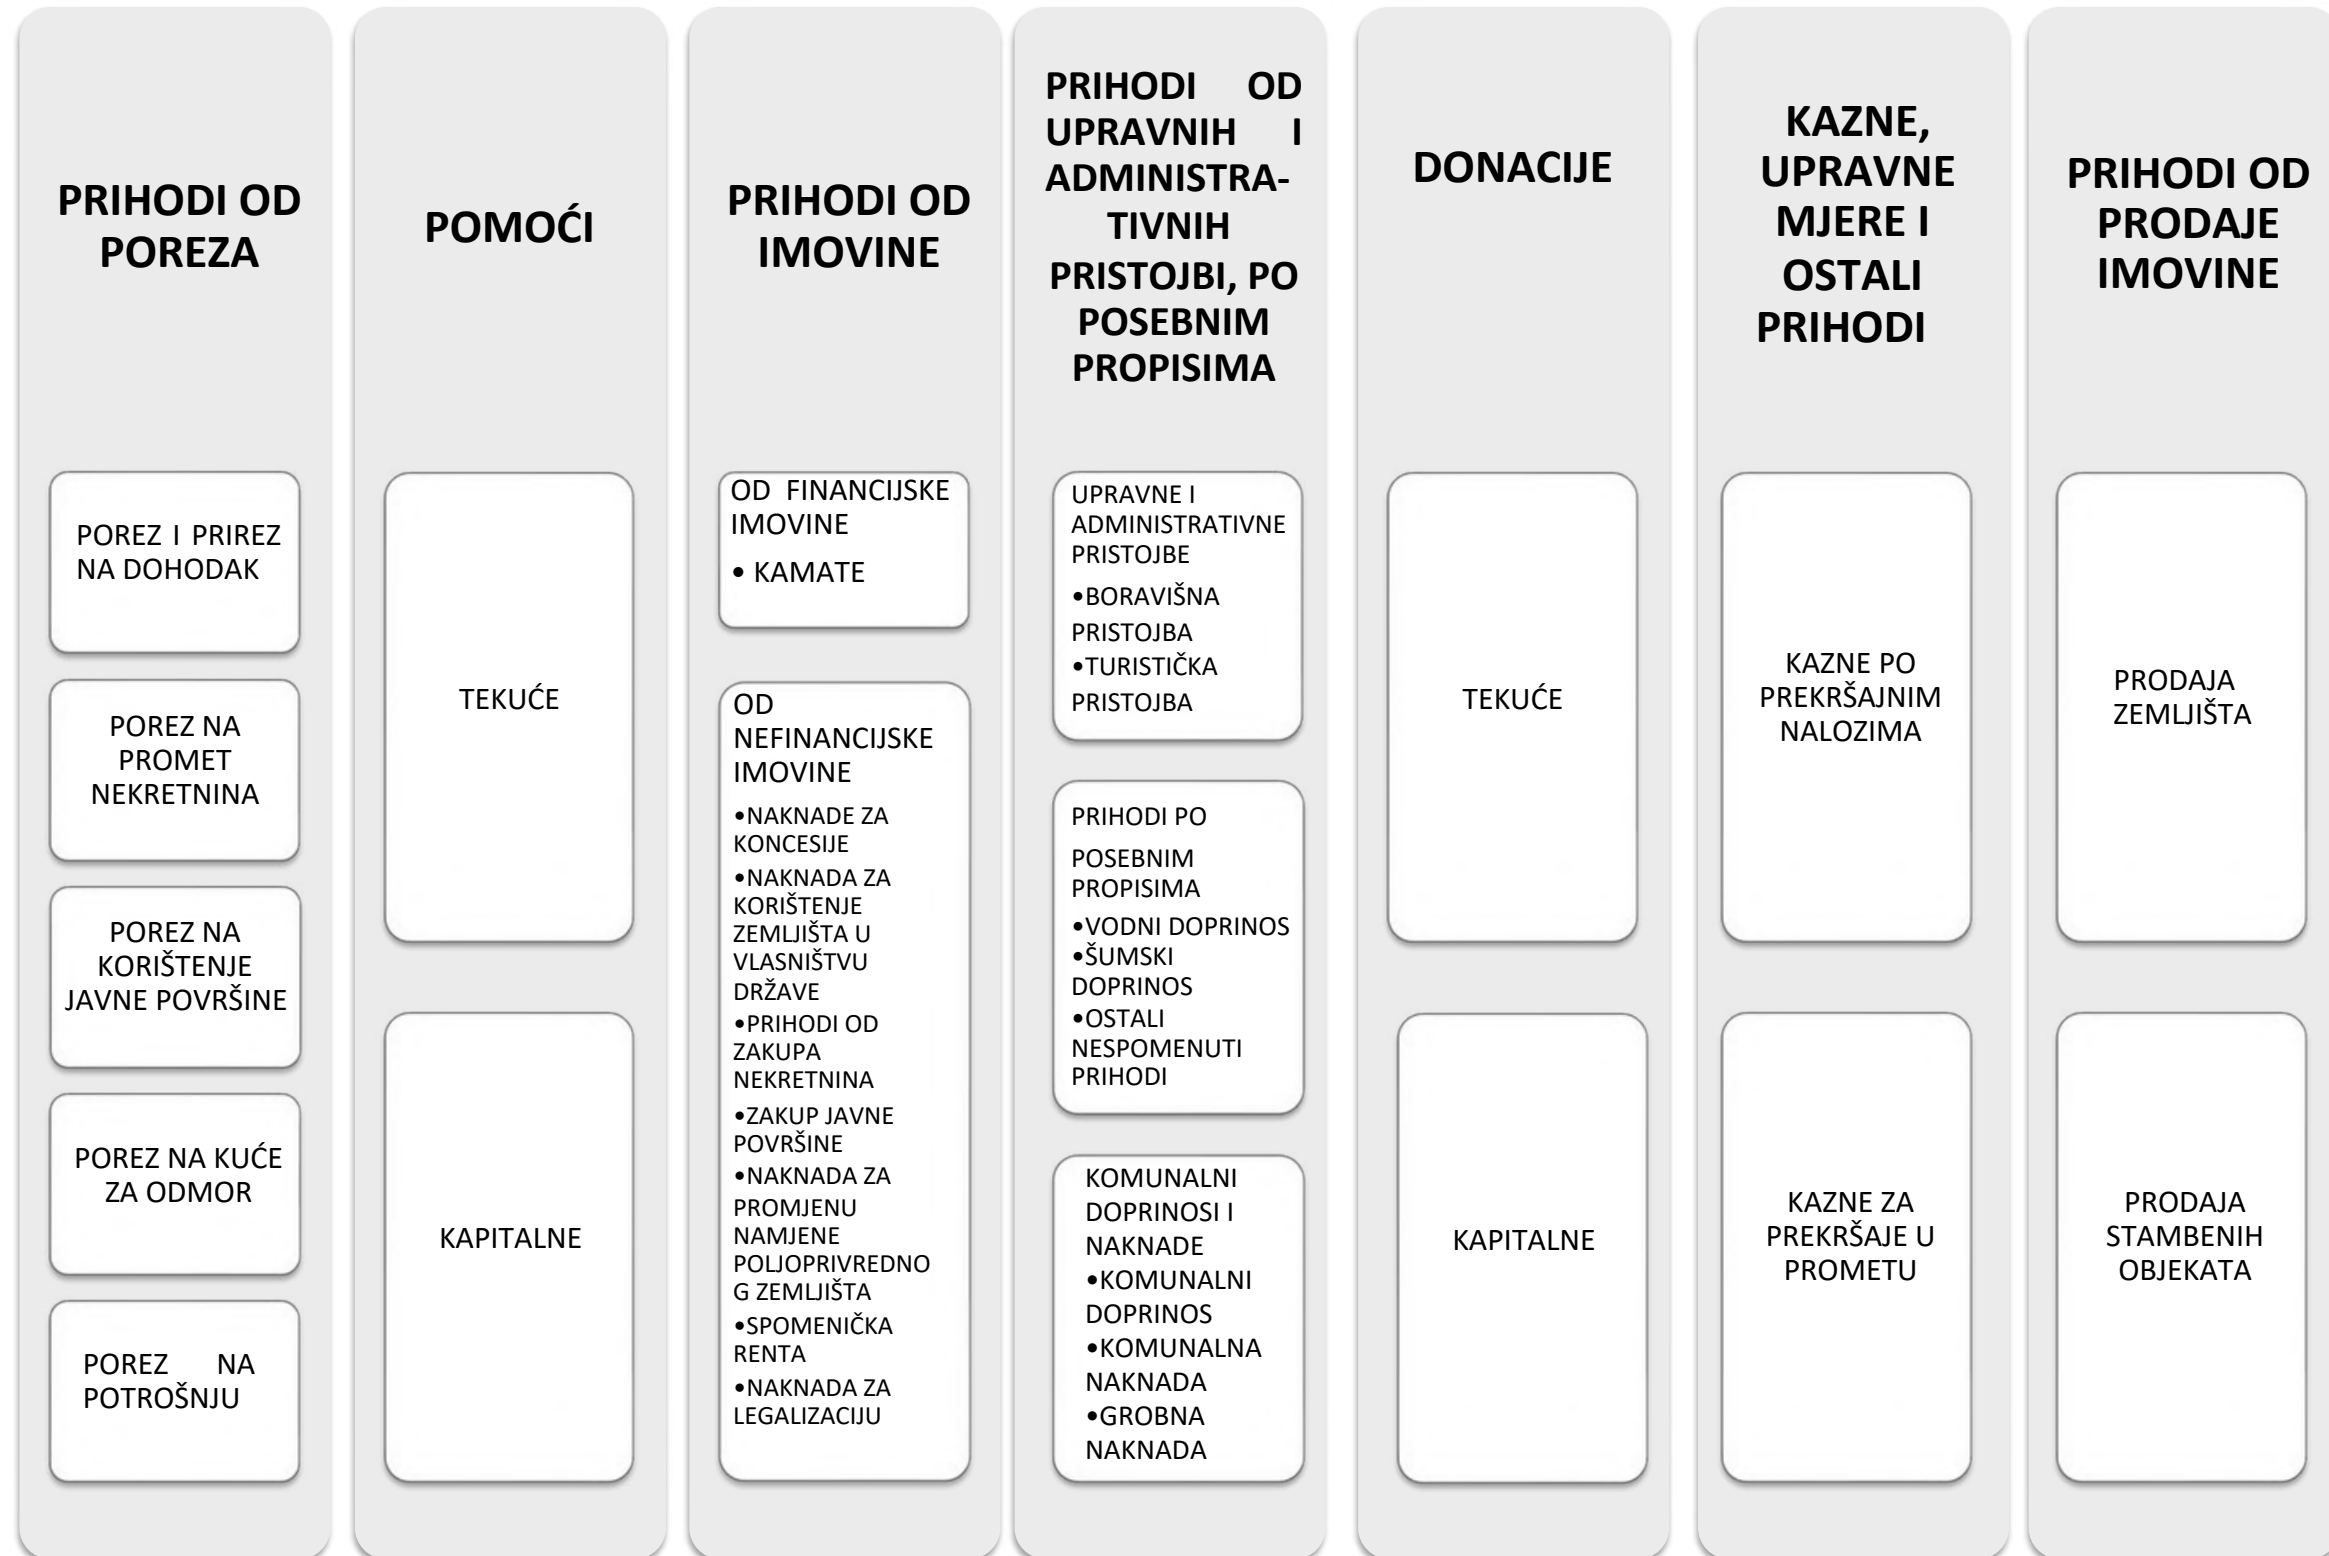 PRIHODI OD
POREZA
POREZ I PRIREZ
NA DOHODAK
POREZ NA
PROMET
NEKRETNINA
POREZ NA
KORIŠTENJE
JAVNE POVRŠINE
POREZ NA KUĆE
ZA ODMOR
POREZ NA
POTROŠNJU
POMOĆI
TEKUĆE
KAPITALNE
PRIHODI OD
IMOVINE
OD FINANCIJSKE
IMOVINE
• KAMATE
OD
NEFINANCIJSKE
IMOVINE
•NAKNADE ZA
KONCESIJE
•NAKNADA ZA
KORIŠTENJE
ZEMLJIŠTA U
VLASNIŠTVU
DRŽAVE
•PRIHODI OD
ZAKUPA
NEKRETNINA
•ZAKUP JAVNE
POVRŠINE
•NAKNADA ZA
PROMJENU
NAMJENE
POLJOPRIVREDNO
G ZEMLJIŠTA
•SPOMENIČKA
RENTA
•NAKNADA ZA
LEGALIZACIJU
PRIHODI OD
UPRAVNIH I
ADMINISTRA-
TIVNIH
PRISTOJBI, PO
POSEBNIM
PROPISIMA
UPRAVNE I
ADMINISTRATIVNE
PRISTOJBE
•BORAVIŠNA
PRISTOJBA
•TURISTIČKA
PRISTOJBA
PRIHODI PO
POSEBNIM
PROPISIMA
•VODNI DOPRINOS
•ŠUMSKI
DOPRINOS
•OSTALI
NESPOMENUTI
PRIHODI
KOMUNALNI
DOPRINOSI I
NAKNADE
•KOMUNALNI
DOPRINOS
•KOMUNALNA
NAKNADA
•GROBNA
NAKNADA
DONACIJE
TEKUĆE
KAPITALNE
KAZNE,
UPRAVNE
MJERE I
OSTALI
PRIHODI
KAZNE PO
PREKRŠAJNIM
NALOZIMA
KAZNE ZA
PREKRŠAJE U
PROMETU
PRIHODI OD
PRODAJE
IMOVINE
PRODAJA
ZEMLJIŠTA
PRODAJA
STAMBENIH
OBJEKATA